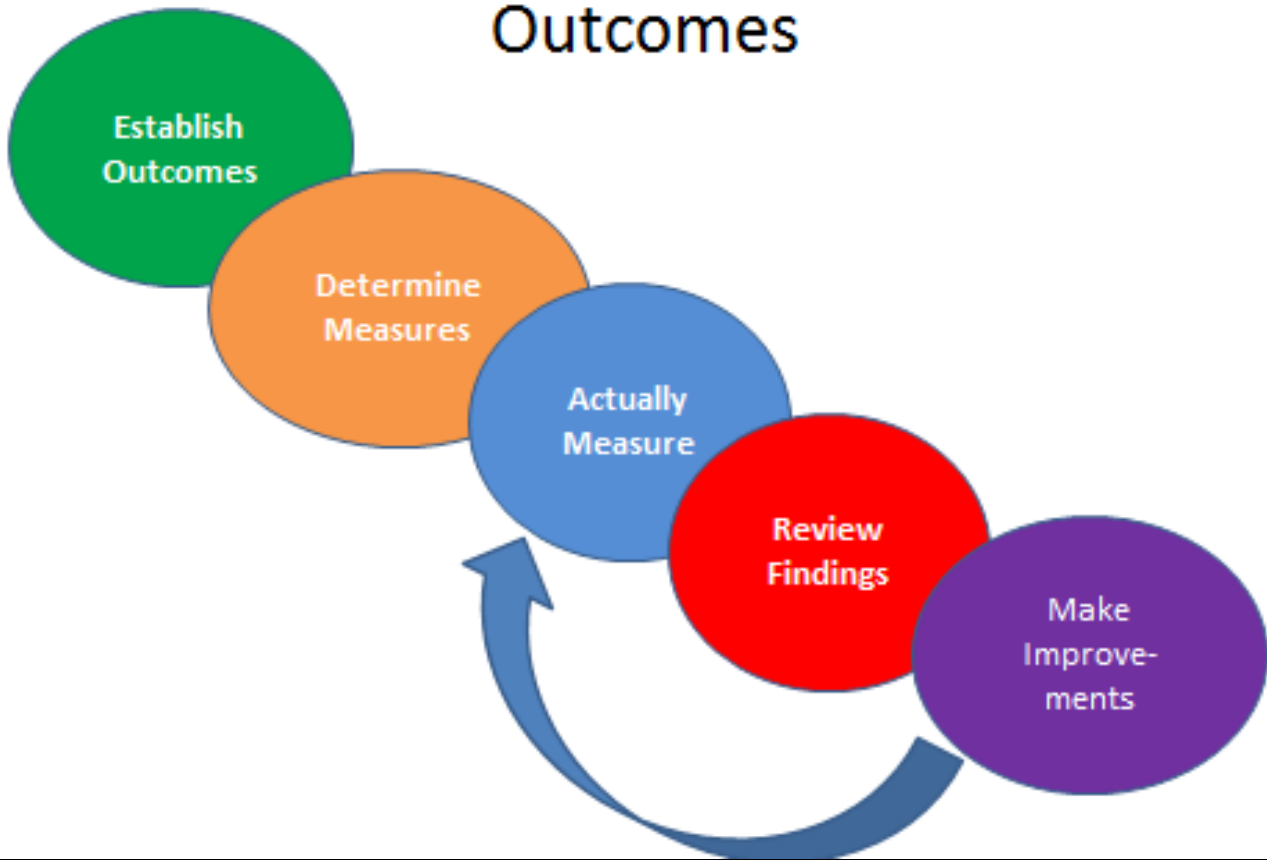 Outcomes
Establish
Outcomes
Determine
Measures
Actually
Measure
Review
Findings
Make
Improve-
ments